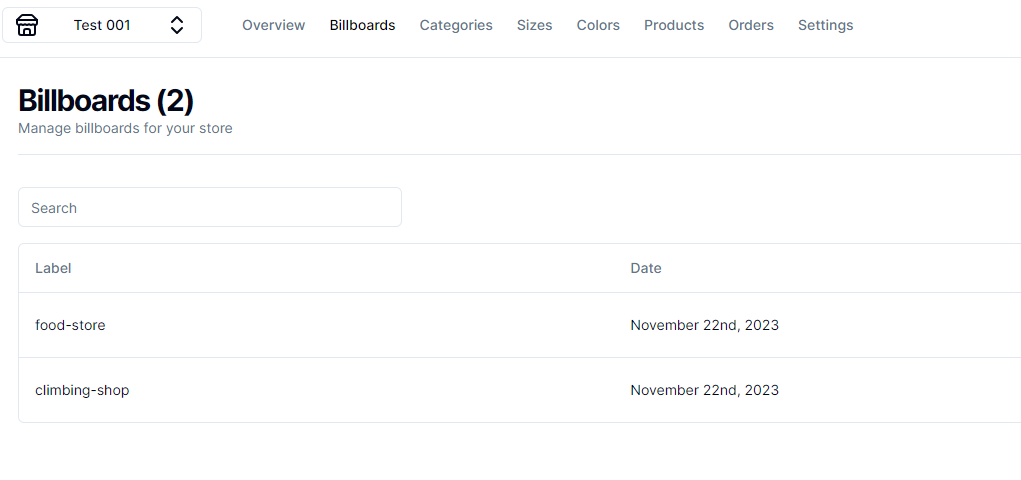 Test 001 Overview Billboards Categories Sizes Colors Products Orders Settings
Billboards (2)
Manage billboards for your store
Search
Label Date
food-store November 22nd, 2023
climbing-shop November 22nd, 2023